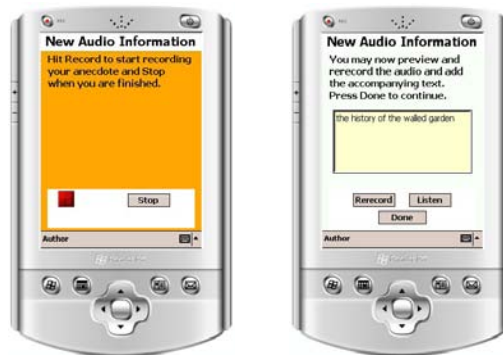 New Audio Information
Hit Record to start recording
your anecdote and Stop
when you are finished.
Stop
Author
New Audio Information
You may now preview and
rerecord the audio and add
the accompanying text.
Press Done to continue.
the history of the walled garden
Rerecord Listen
Done
Author